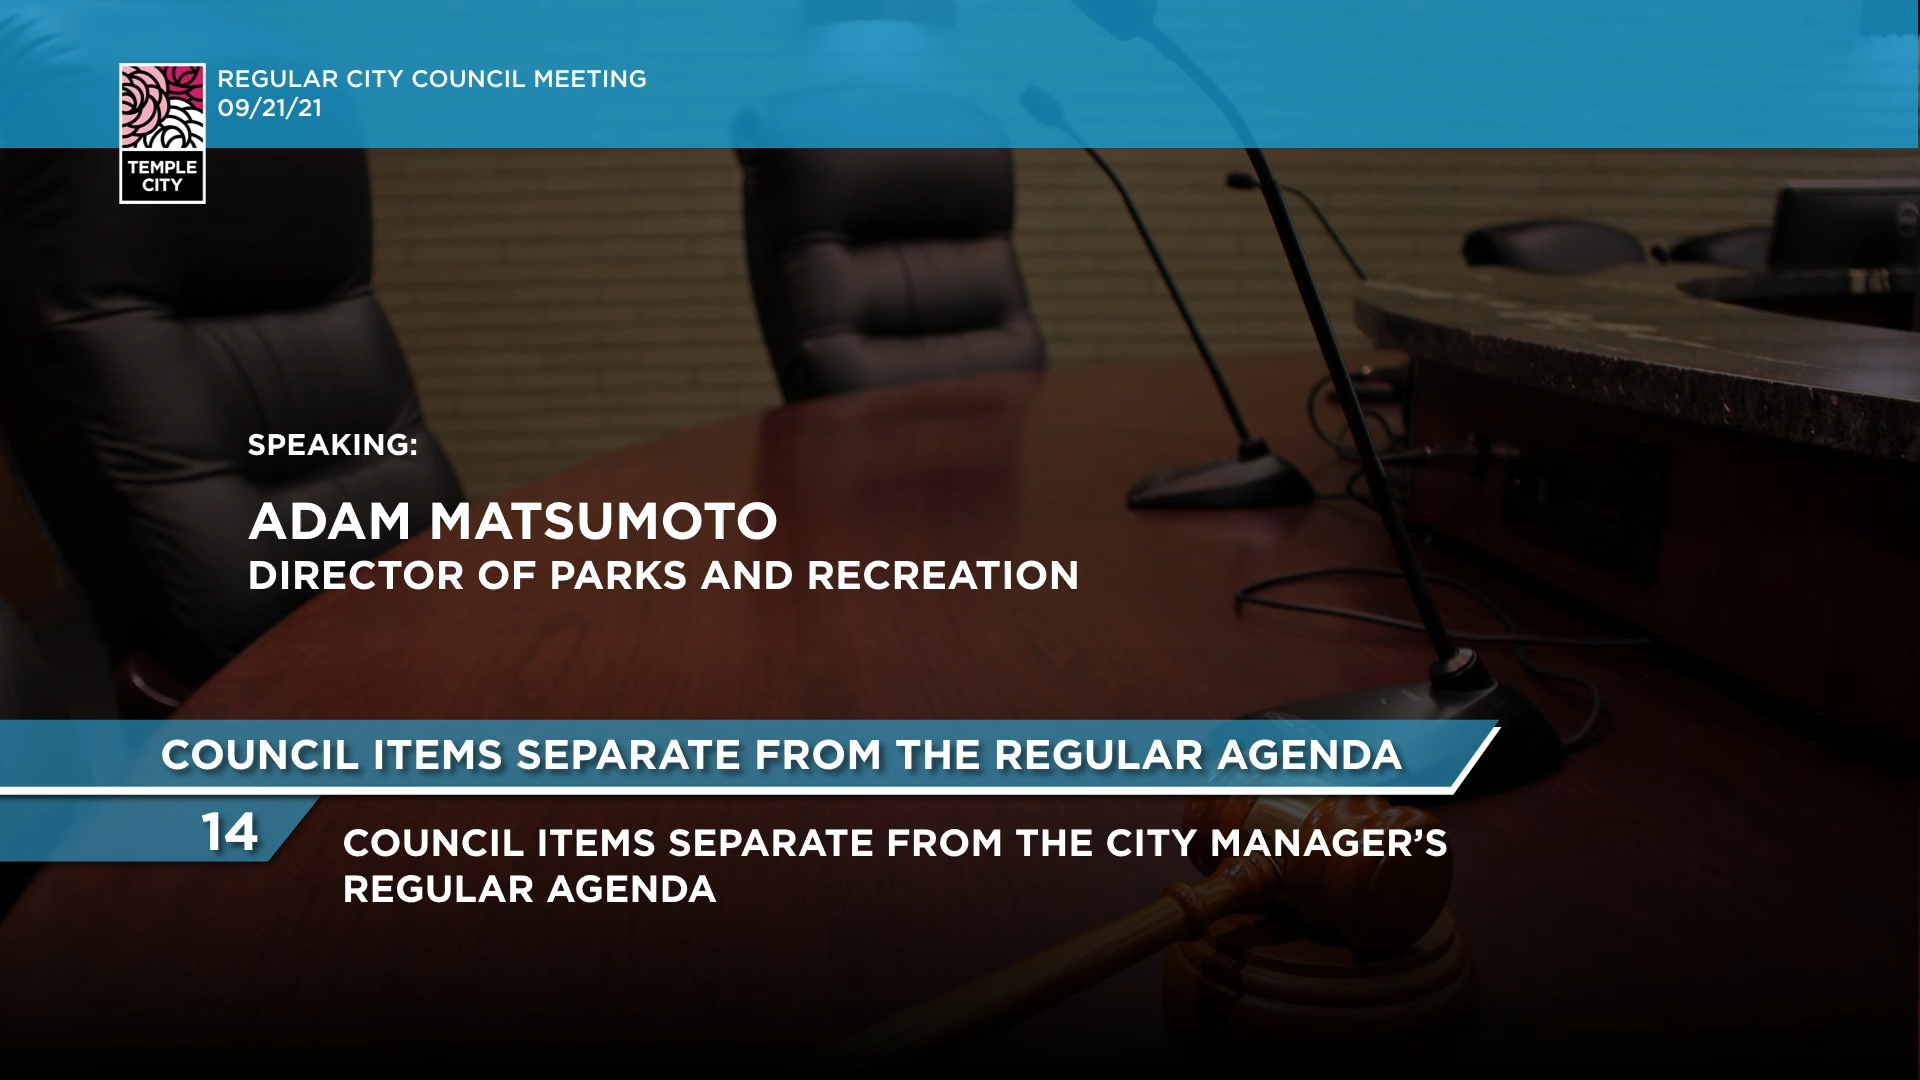 REGULAR CITY COUNCIL MEETING
09/21/21
TEMPLE
CITY
SPEAKING:
ADAM MATSUMOTO
DIRECTOR OF PARKS AND RECREATION
COUNCIL ITEMS SEPARATE FROM THE REGULAR AGENDA
14
COUNCIL ITEMS SEPARATE FROM THE CITY MANAGER’S
REGULAR AGENDA